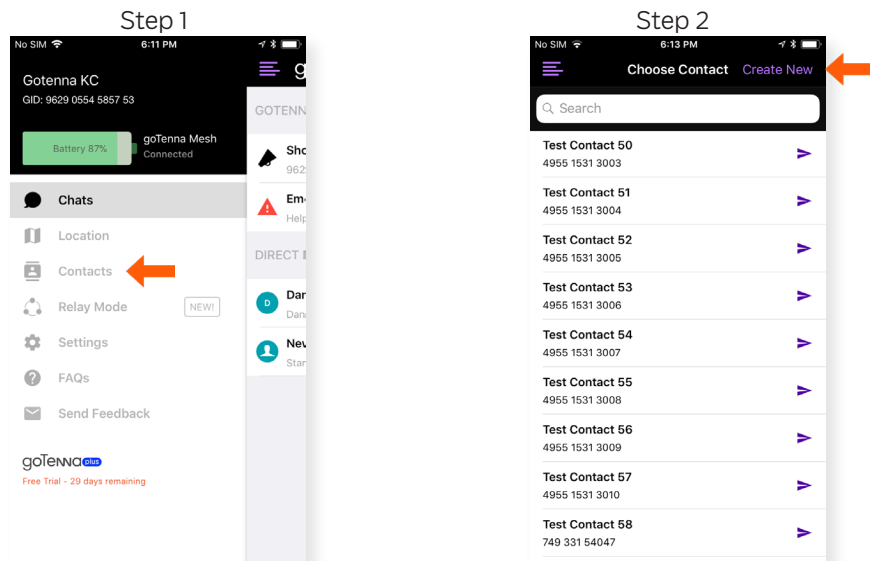 Step 1
No SIM 6:11 PM
Gotenna KC
GID: 9629 0554 5857 53
Battery 87%
goTenna Mesh
Connected
Chats
Location
Contacts
Relay Mode NEW!
Settings
FAQs
Send Feedback
goTenna plus
Free Trial - 29 days remaining
g
GOTENN
Sho
962
Em
Help
DIRECT
D
Dar
Dan
Nev
Star
Step 2
No SIM 6:13 PM
Choose Contact Create New
Search
Test Contact 50
4955 1531 3003
Test Contact 51
4955 1531 3004
Test Contact 52
4955 1531 3005
Test Contact 53
4955 1531 3006
Test Contact 54
4955 1531 3007
Test Contact 55
4955 1531 3008
Test Contact 56
4955 1531 3009
Test Contact 57
4955 1531 3010
Test Contact 58
749 331 54047